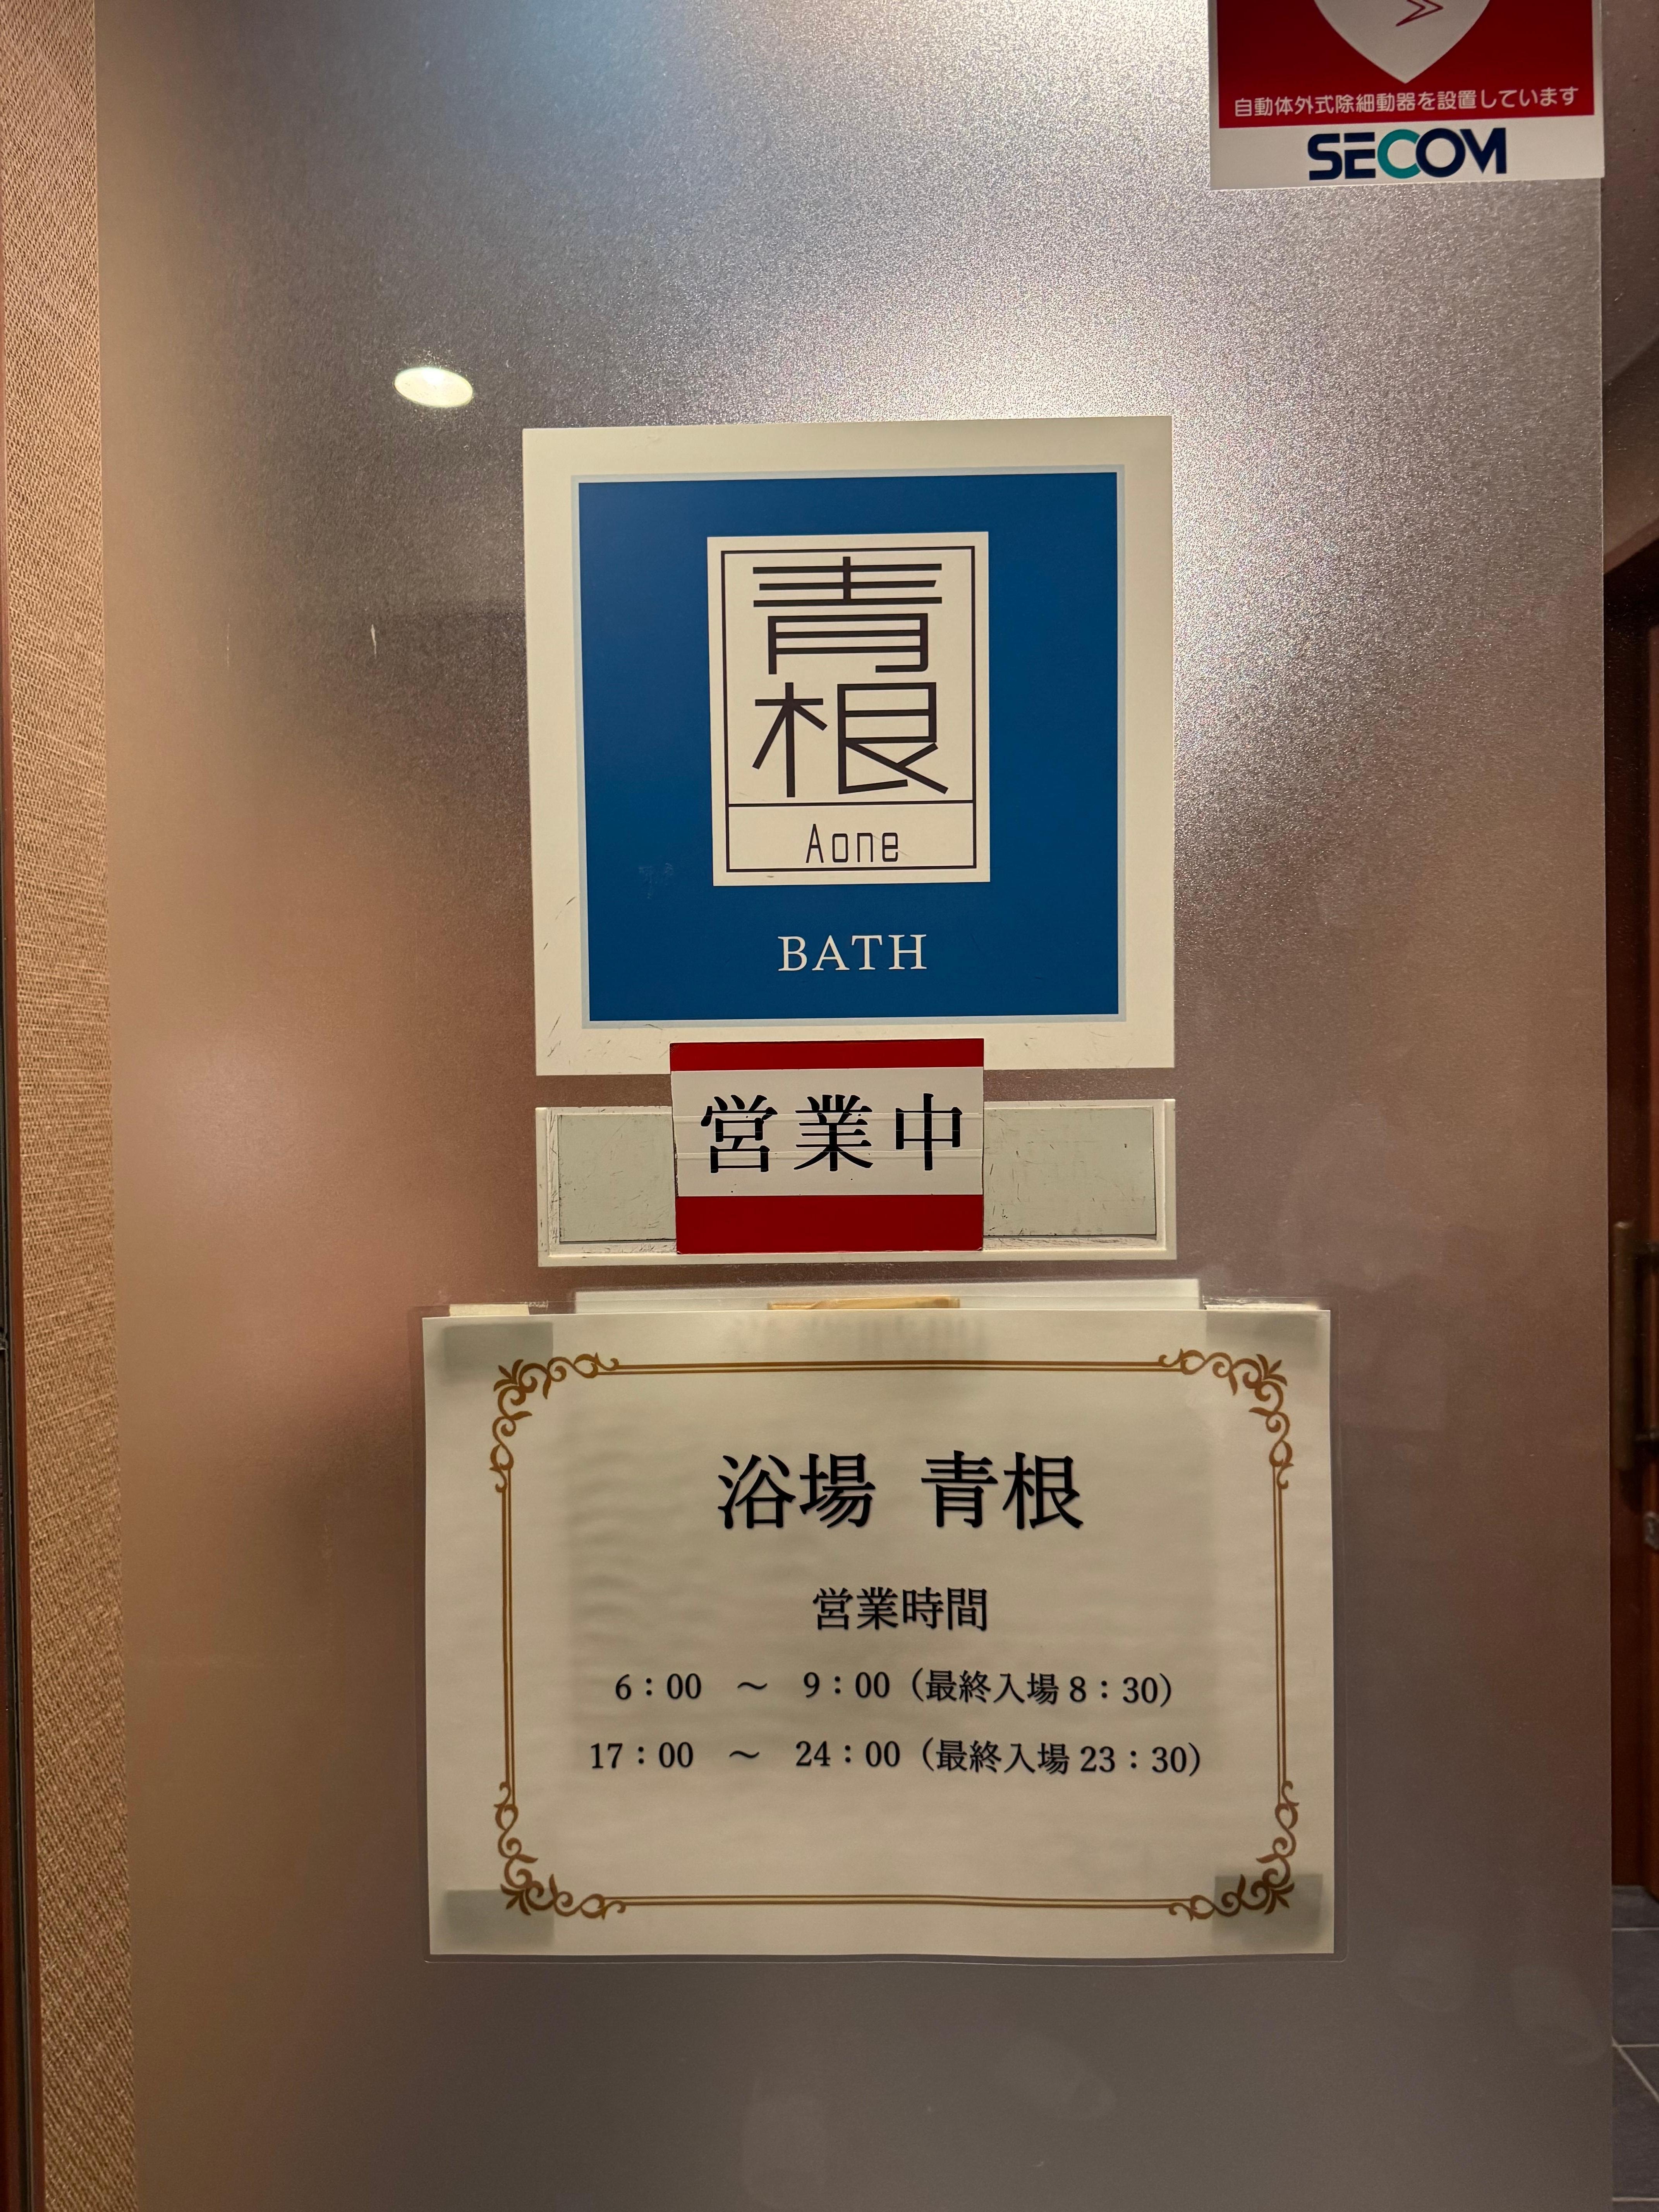 自動体外式除細動器を設置しています
SECOM
青根
Aone
BATH
営業中
浴場 青根
営業時間
6：00 ～ 9：00（最終入場 8：30）
17：00 ～ 24：00（最終入場 23：30）